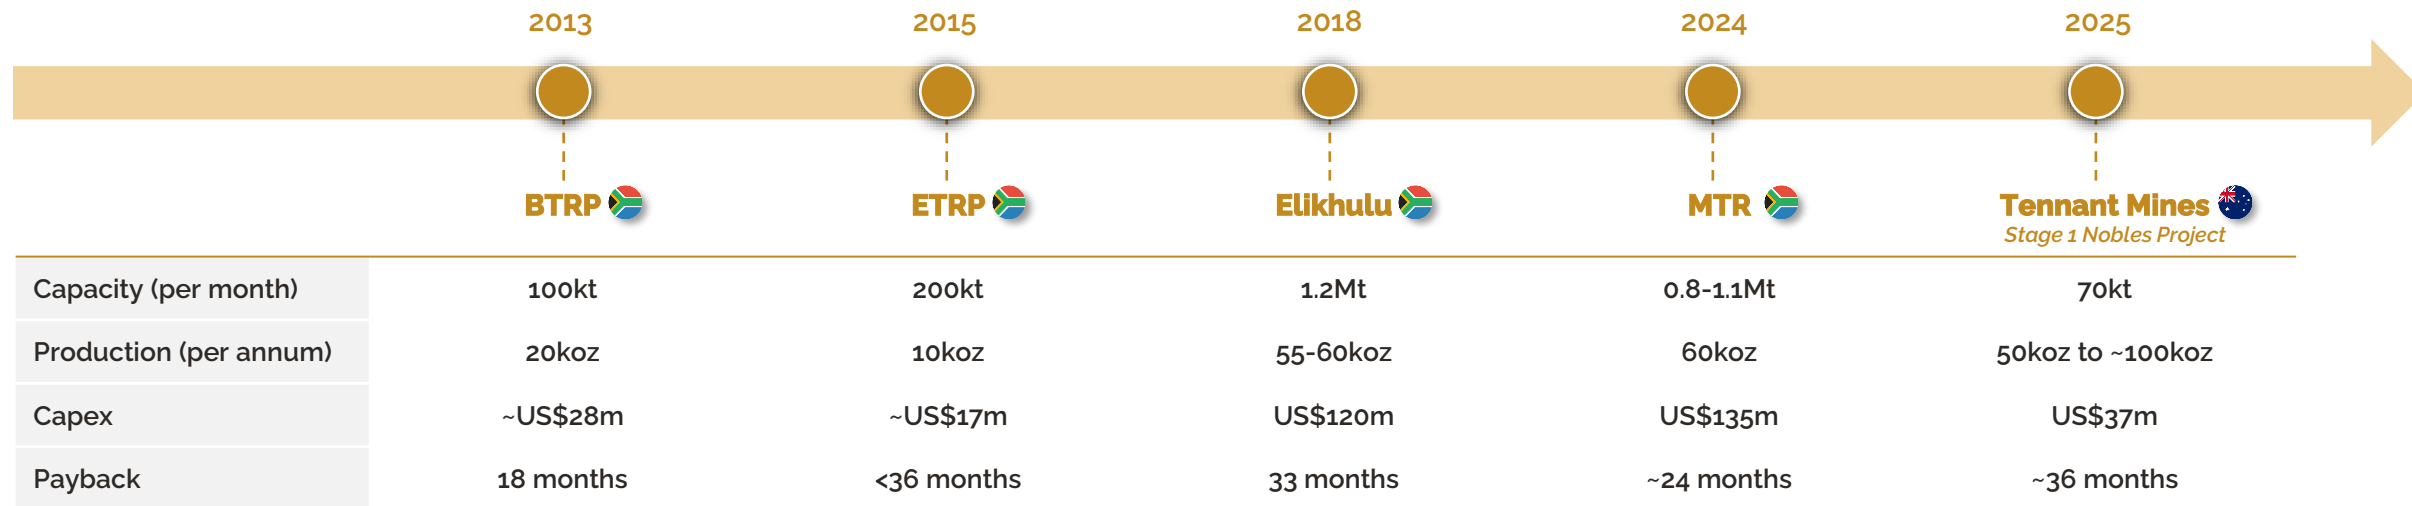 2013 2015 2018 2024 2025
BTRP ETRP Elikhulu MTR Tennant Mines
Stage 1 Nobles Project
Capacity (per month) 100kt 200kt 1.2Mt 0.8-1.1Mt 70kt
Production (per annum) 20koz 10koz 55-60koz 60koz 50koz to ~100koz
Capex ~US$28m ~US$17m US$120m US$135m US$37m
Payback 18 months <36 months 33 months ~24 months ~36 months